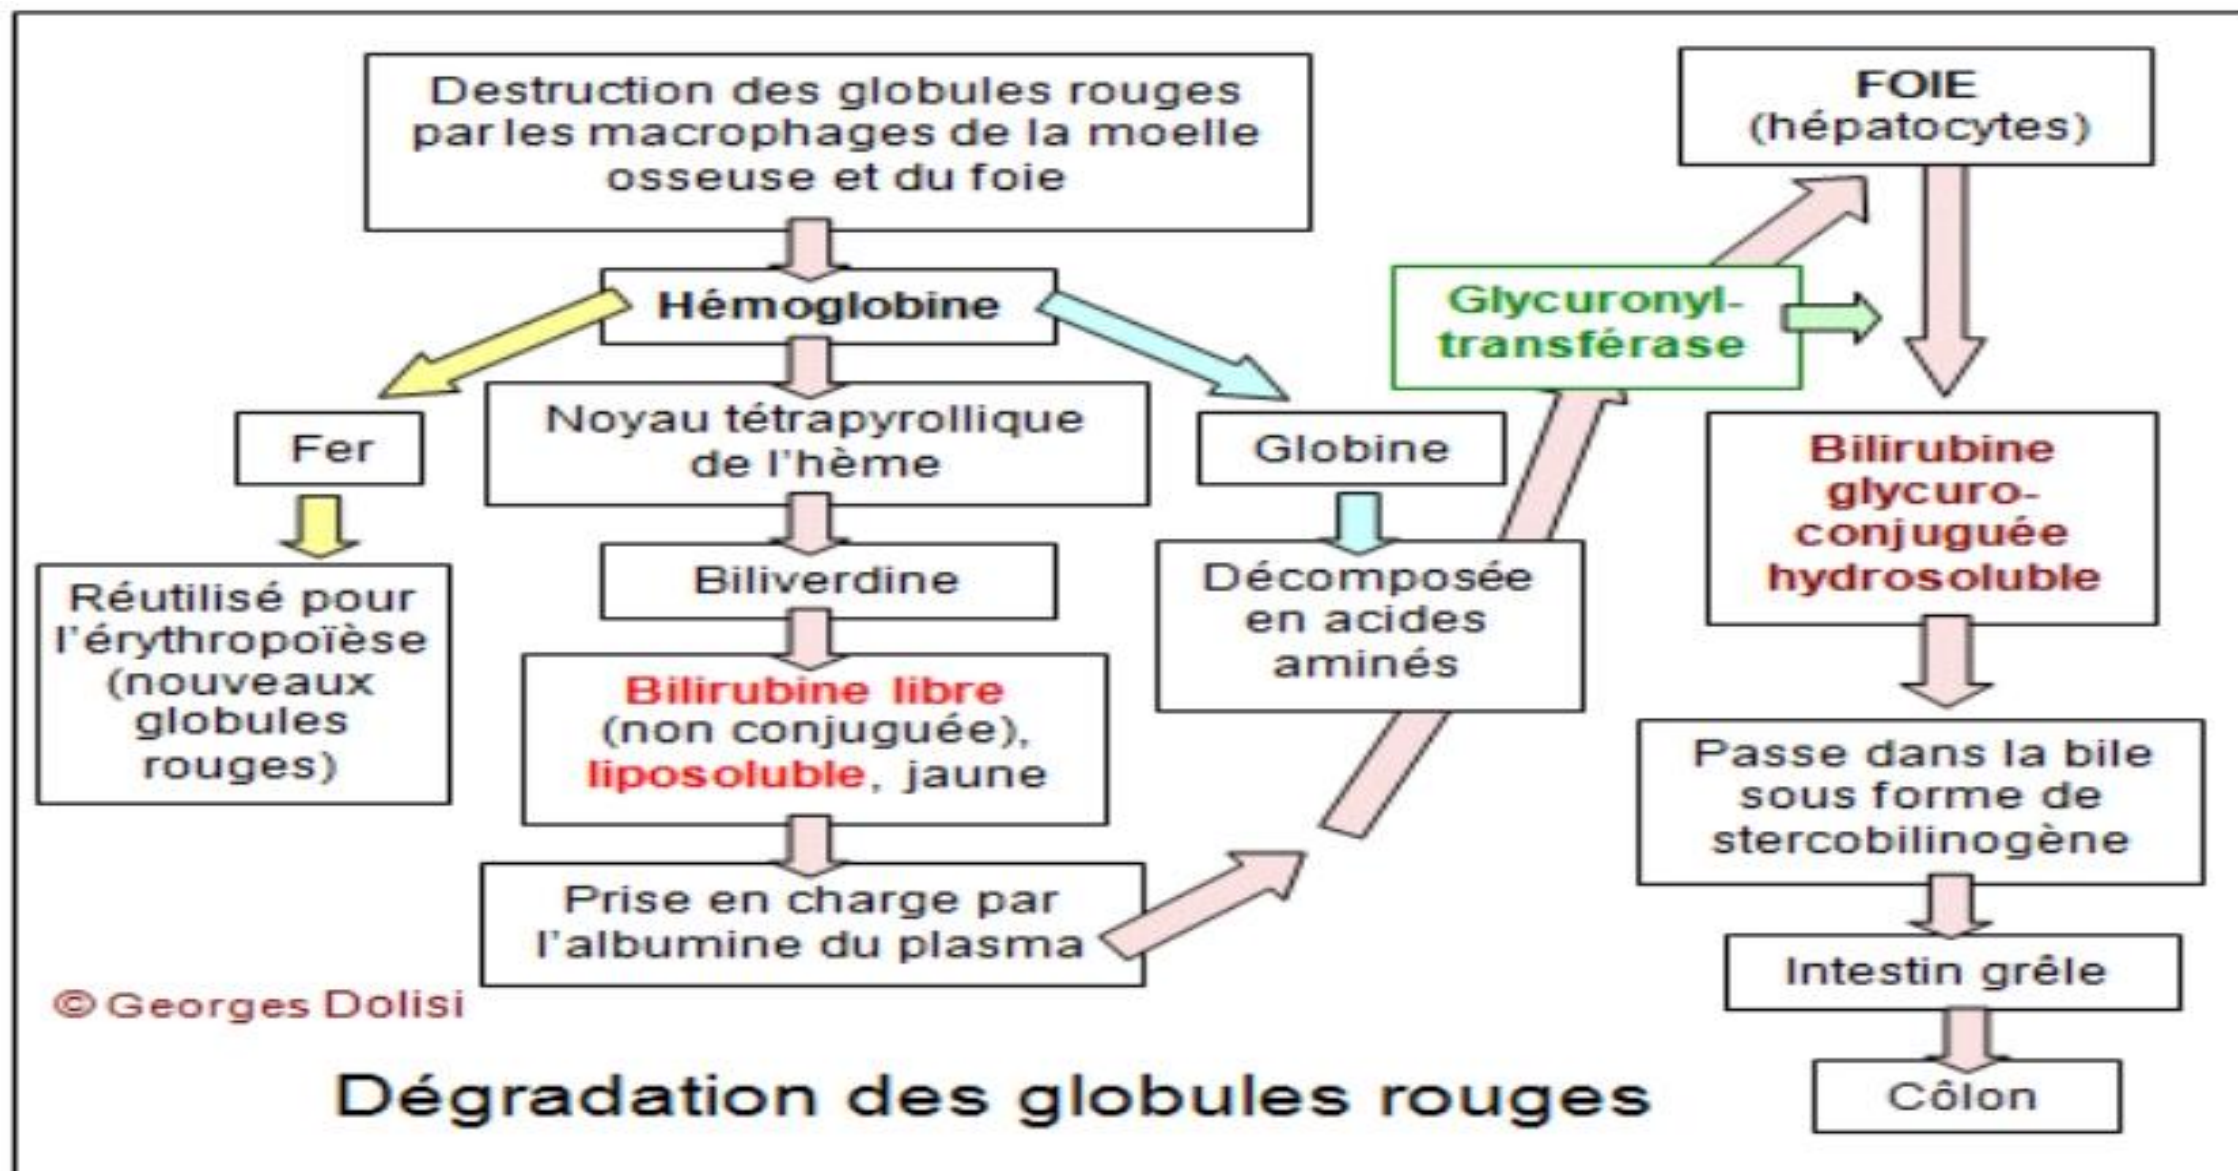 Destruction des globules rouges
par les macrophages de la moelle
osseuse et du foie
Hémoglobine
Fer
Réutilisé pour
l'érythropoïèse
(nouveaux
globules
rouges)
Noyau tétrapyrollique
de l'hème
Biliverdine
Bilirubine libre
(non conjuguée),
liposoluble, jaune
Prise en charge par
l'albumine du plasma
Globine
Décomposée
en acides
aminés
Glycuronyl-
transférase
FOIE
(hépatocytes)
Bilirubine
glycuro-
conjuguée
hydrosoluble
Passe dans la bile
sous forme de
stercobilinogène
Intestin grêle
Côlon
© Georges Dolisi
Dégradation des globules rouges